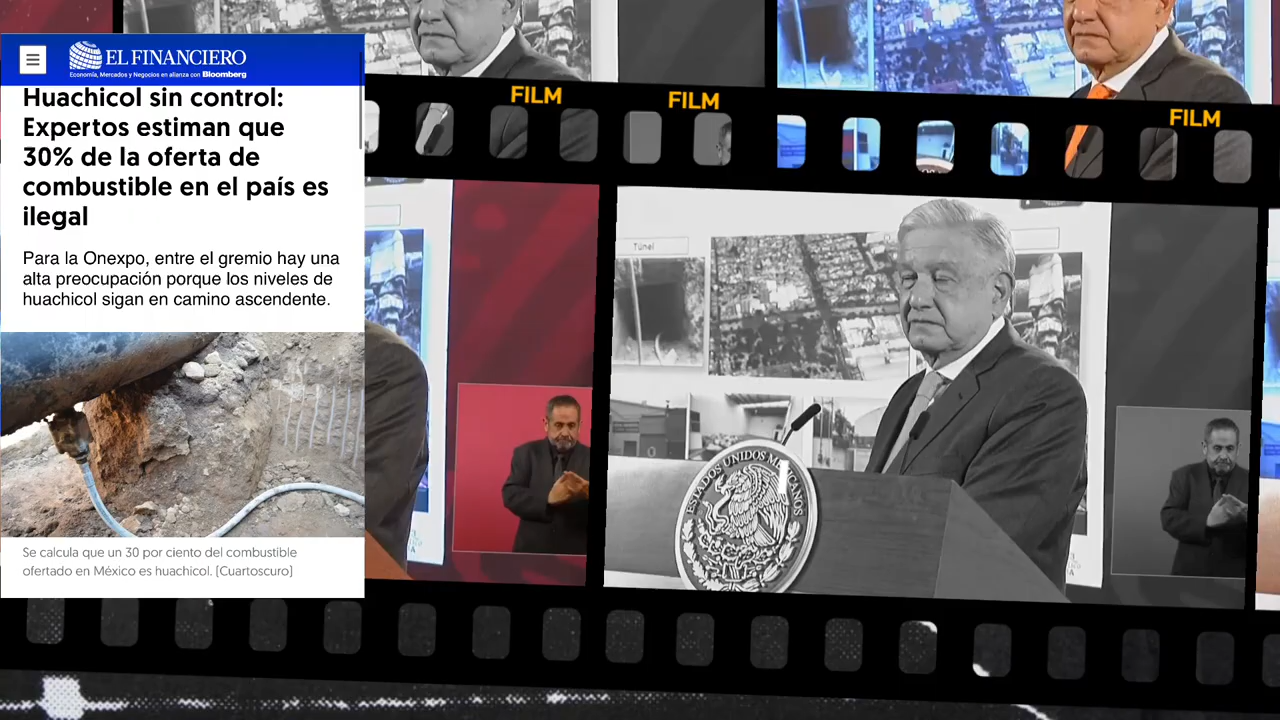 EL FINANCIERO
Economía, Mercados y Negocios en alianza con Bloomberg
Huachicol sin control:
Expertos estiman que
30% de la oferta de
combustible en el país es
ilegal
Para la Onexpo, entre el gremio hay una
alta preocupación porque los niveles de
huachicol sigan en camino ascendente.
Se calcula que un 30 por ciento del combustible
ofertado en México es huachicol. [Cuartoscuro]
FILM
FILM
FILM
Túnel
ESTADOS UNIDOS MEXICANOS